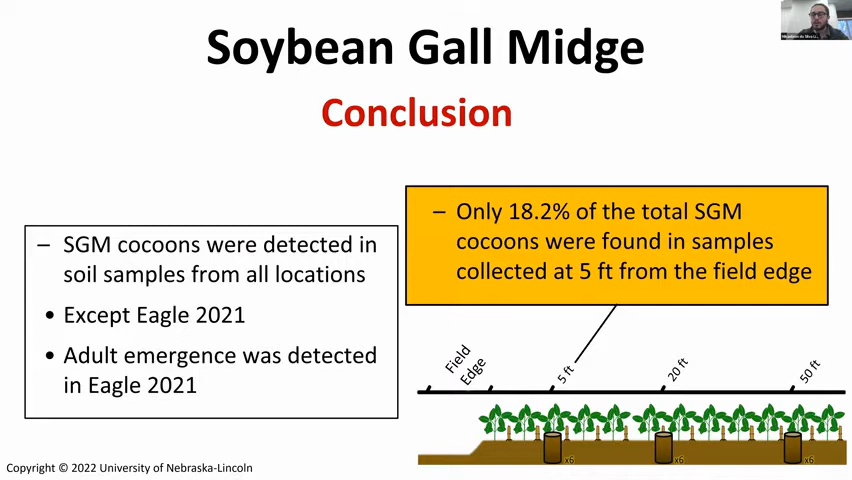 Soybean Gall Midge
Conclusion
– SGM cocoons were detected in
soil samples from all locations
• Except Eagle 2021
• Adult emergence was detected
in Eagle 2021
– Only 18.2% of the total SGM
cocoons were found in samples
collected at 5 ft from the field edge
Field
Edge
5 ft
20 ft
50 ft
x6
x6
x6
Copyright © 2022 University of Nebraska-Lincoln